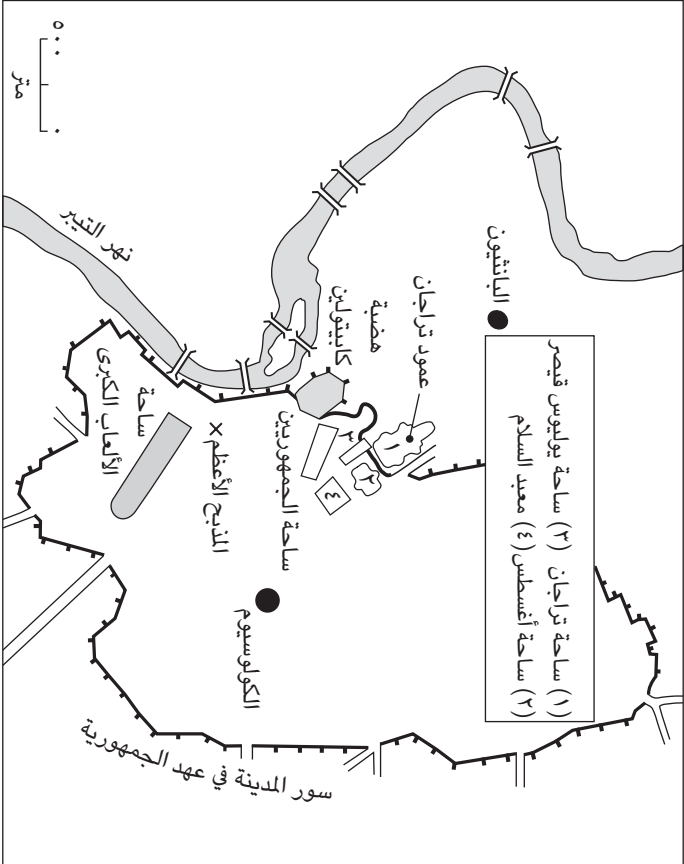 (١) ساحة تراجان (٣) ساحة يوليوس قيصر
(٢) ساحة أغسطس (٤) معبد السلام
البانثيون
عمود تراجان
هضبة
كابيتولين
١
٢
٣
٤
ساحة الجمهوريين
الكولوسيوم
المذبح الأعظم ×
ساحة
الألعاب الكبرى
نهر التيبر
سور المدينة في عهد الجمهورية
٠ ٥٠٠
متر